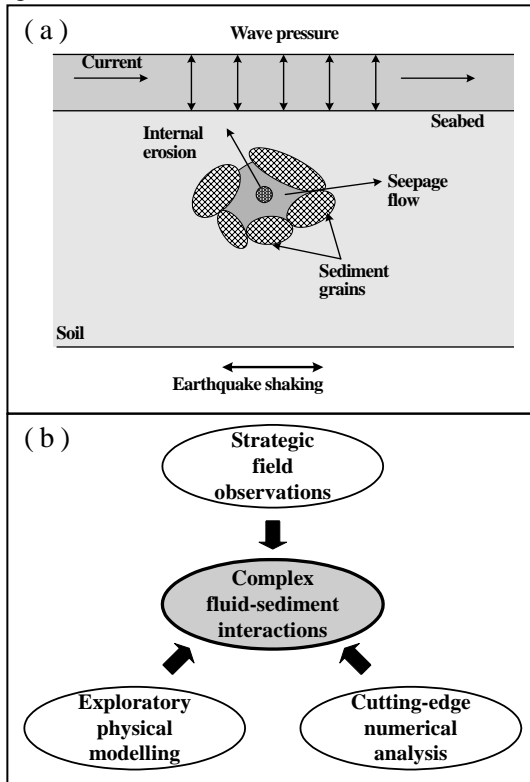 (a)
Wave pressure
Current
Seabed
Internal
erosion
Seepage
flow
Sediment
grains
Soil
Earthquake shaking
(b)
Strategic
field
observations
Complex
fluid-sediment
interactions
Exploratory
physical
modelling
Cutting-edge
numerical
analysis